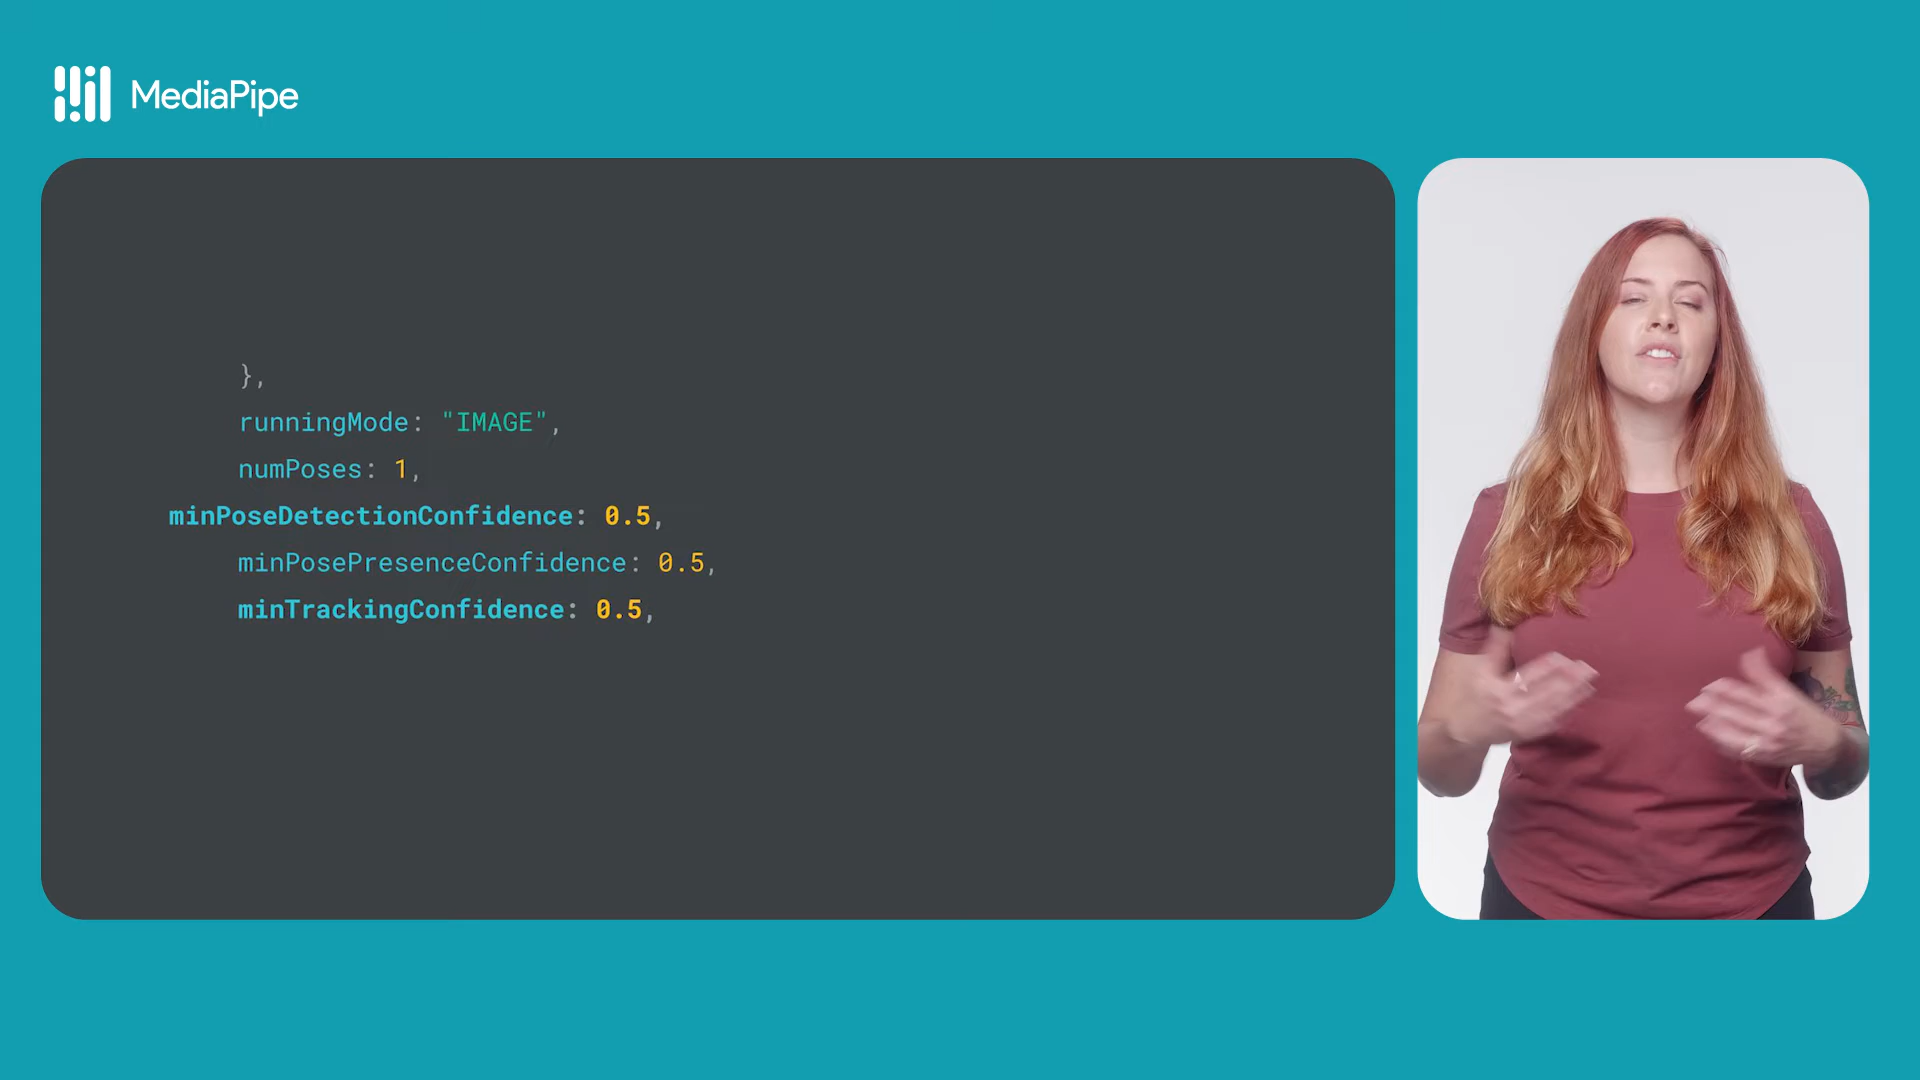 MediaPipe
},
runningMode: "IMAGE",
numPoses: 1,
minPoseDetectionConfidence: 0.5,
minPosePresenceConfidence: 0.5,
minTrackingConfidence: 0.5,